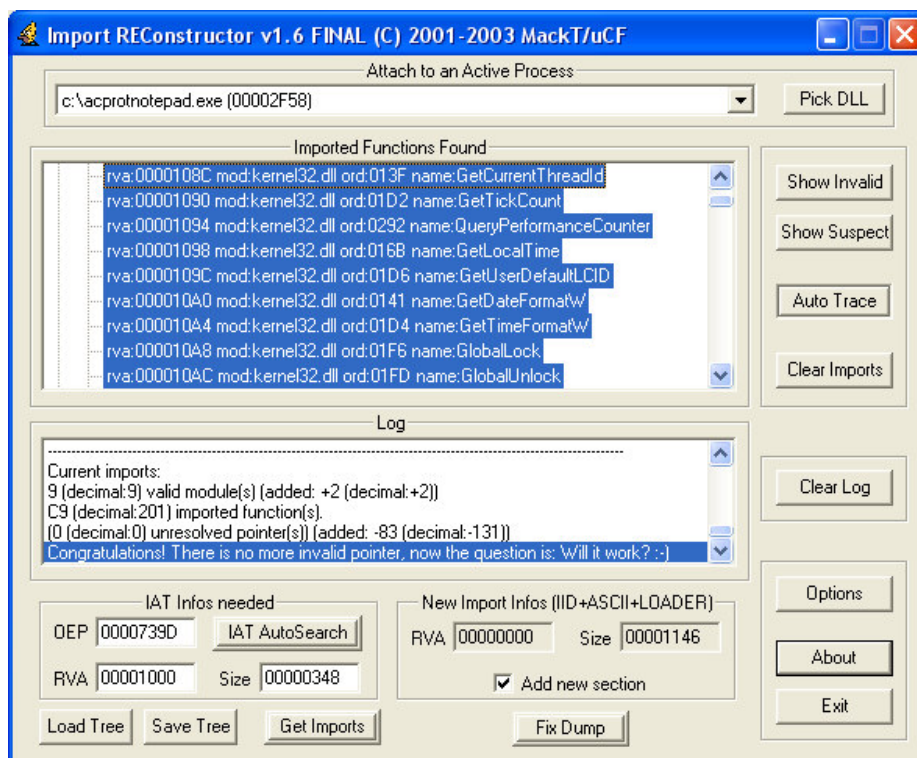 Import REConstructor v1.6 FINAL (C) 2001-2003 MackT/uCF
Attach to an Active Process
c:\acprotnotepad.exe (00002F58)
Pick DLL
Imported Functions Found
rva:0000108C mod:kernel32.dll ord:013F name:GetCurrentThreadId
rva:00001090 mod:kernel32.dll ord:01D2 name:GetTickCount
rva:00001094 mod:kernel32.dll ord:0292 name:QueryPerformanceCounter
rva:00001098 mod:kernel32.dll ord:016B name:GetLocalTime
rva:0000109C mod:kernel32.dll ord:01D6 name:GetUserDefaultLCID
rva:000010A0 mod:kernel32.dll ord:0141 name:GetDateFormatW
rva:000010A4 mod:kernel32.dll ord:01D4 name:GetTimeFormatW
rva:000010A8 mod:kernel32.dll ord:01F6 name:GlobalLock
rva:000010AC mod:kernel32.dll ord:01FD name:GlobalUnlock
Show Invalid
Show Suspect
Auto Trace
Clear Imports
Log
---------------------------------------------------------------------------------------------------------------------------
Current imports:
9 (decimal:9) valid module(s) (added: +2 (decimal:+2))
C9 (decimal:201) imported function(s).
(0 (decimal:0) unresolved pointer(s)) (added: -83 (decimal:-131))
Congratulations! There is no more invalid pointer, now the question is: Will it work? :-)
Clear Log
IAT Infos needed
OEP 0000739D IAT AutoSearch
RVA 00001000 Size 00000348
New Import Infos (IID+ASCII+LOADER)
RVA 00000000 Size 00001146
Add new section
Options
About
Exit
Load Tree Save Tree Get Imports Fix Dump